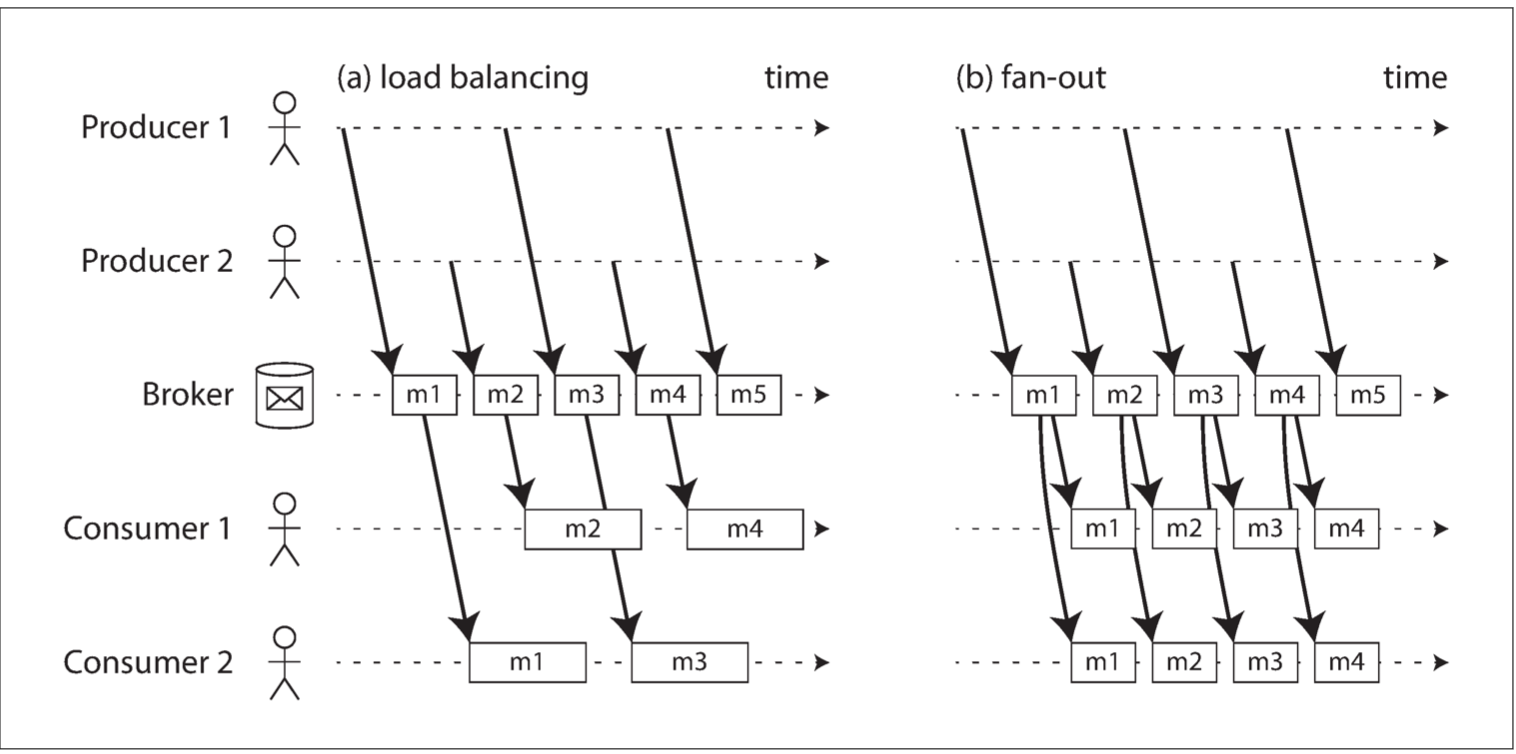 (a) load balancing time (b) fan-out time
Producer 1
Producer 2
Broker m1 m2 m3 m4 m5 m1 m2 m3 m4 m5
Consumer 1 m2 m4 m1 m2 m3 m4
Consumer 2 m1 m3 m1 m2 m3 m4